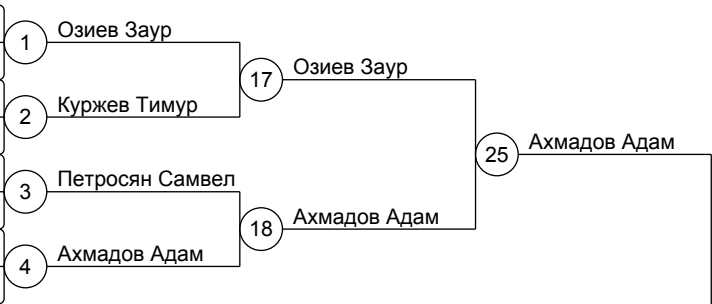 1 Озиев Заур
17 Озиев Заур
2 Куржев Тимур
25 Ахмадов Адам
3 Петросян Самвел
18 Ахмадов Адам
4 Ахмадов Адам